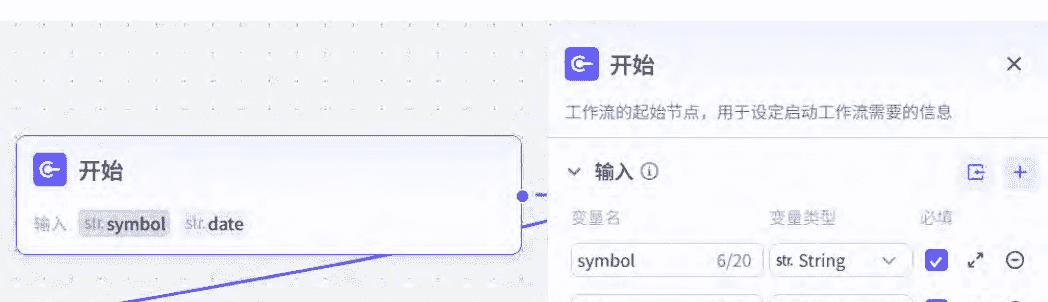 开始
输入 str.symbol str.date
开始
工作流的起始节点，用于设定启动工作流需要的信息
输入
变量名 变量类型 必填
symbol 6/20 str. String